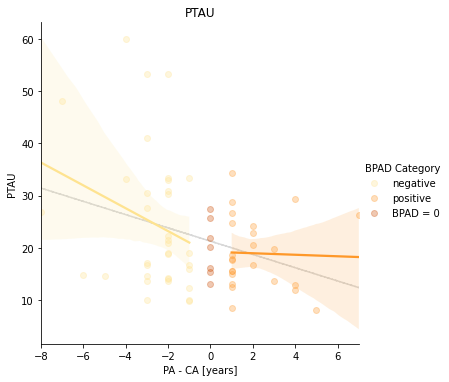 PTAU
60
50
40
30
20
10
PTAU
−8
−6
−4
−2
0
2
4
6
PA - CA [years]
BPAD Category
negative
positive
BPAD = 0